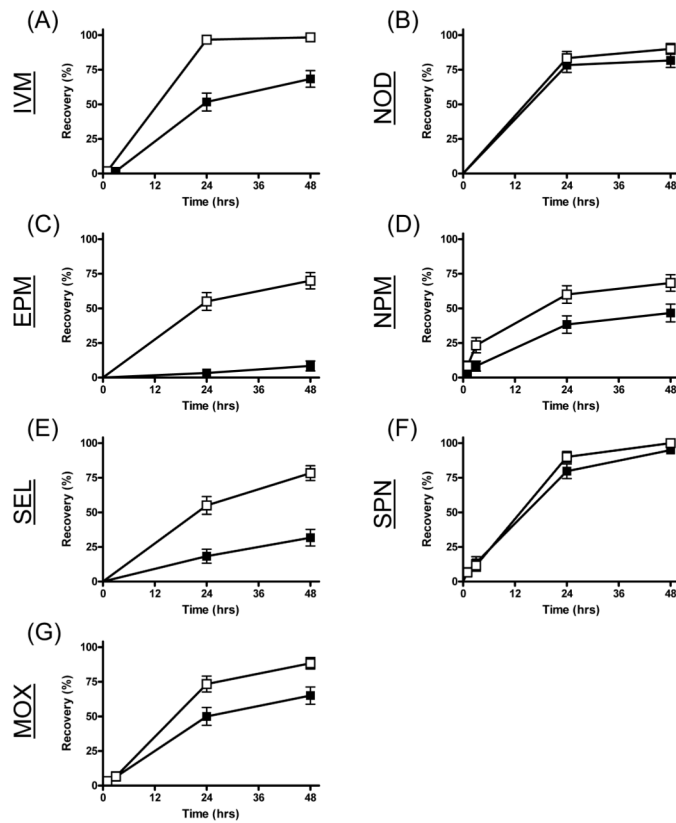 (A)
IVM
Recovery (%)
100
75
50
25
0
0 12 24 36 48
Time (hrs)
(B)
NOD
Recovery (%)
100
75
50
25
0
0 12 24 36 48
Time (hrs)
(C)
EPM
Recovery (%)
100
75
50
25
0
0 12 24 36 48
Time (hrs)
(D)
NPM
Recovery (%)
100
75
50
25
0
0 12 24 36 48
Time (hrs)
(E)
SEL
Recovery (%)
100
75
50
25
0
0 12 24 36 48
Time (hrs)
(F)
SPN
Recovery (%)
100
75
50
25
0
0 12 24 36 48
Time (hrs)
(G)
MOX
Recovery (%)
100
75
50
25
0
0 12 24 36 48
Time (hrs)